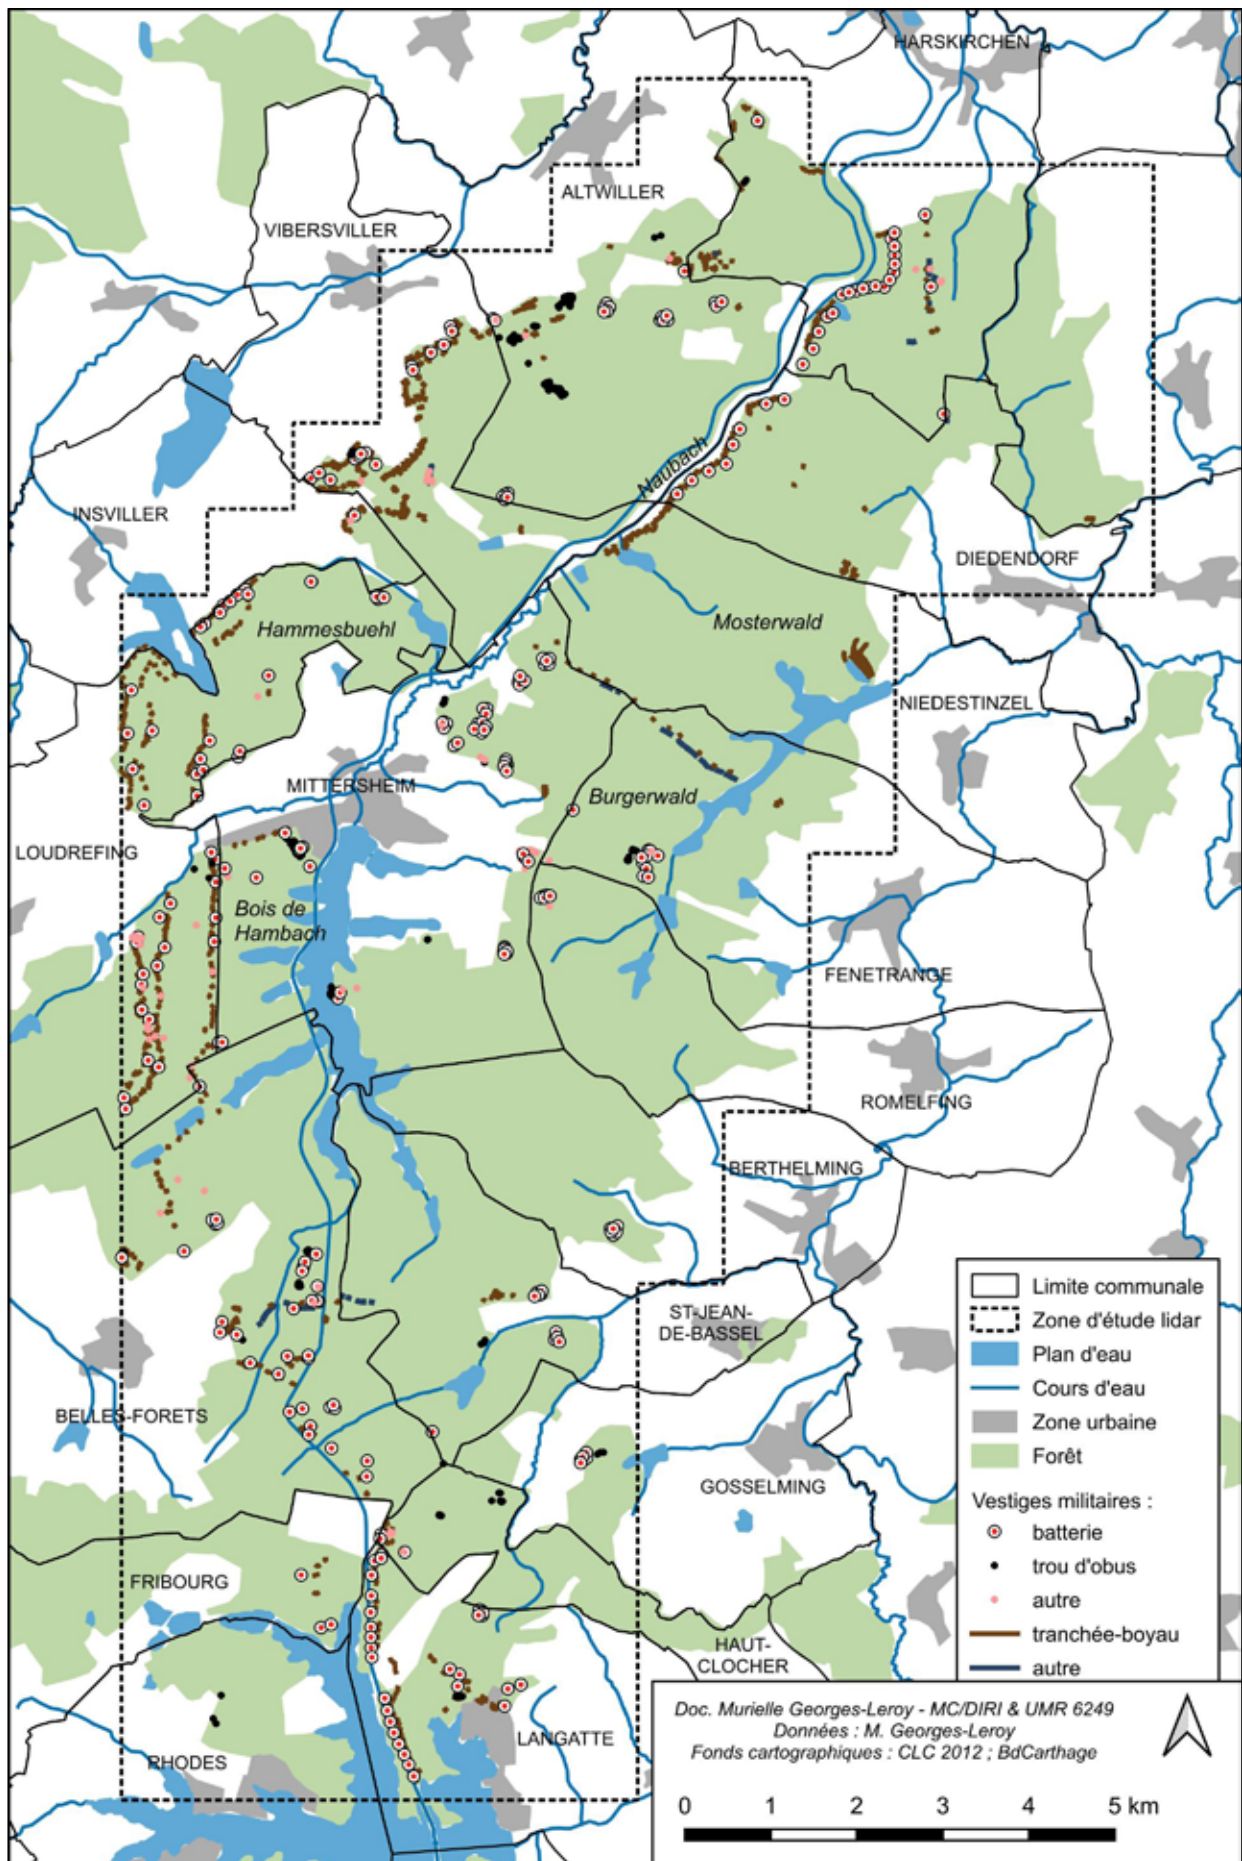 HARSKIRCHEN
ALTWILLER
VIBERSVILLER
Naubach
INSVILLER
DIEDENDORF
Hammesbuehl
Mosterwald
NIEDESTINZEL
MITTERSHEIM
Burgerwald
LOUDREFING
Bois de
Hambach
FENETRANGE
ROMELFING
BERTHELMING
ST-JEAN-
DE-BASSEL
BELLES-FORETS
GOSSELMING
FRIBOURG
HAUT-
CLOCHER
LANGATTE
RHODES
Limite communale
Zone d'étude lidar
Plan d'eau
Cours d'eau
Zone urbaine
Forêt
Vestiges militaires :
batterie
trou d'obus
autre
tranchée-boyau
autre
Doc. Murielle Georges-Leroy - MC/DIRI & UMR 6249
Données : M. Georges-Leroy
Fonds cartographiques : CLC 2012 ; BdCarthage
0 1 2 3 4 5 km